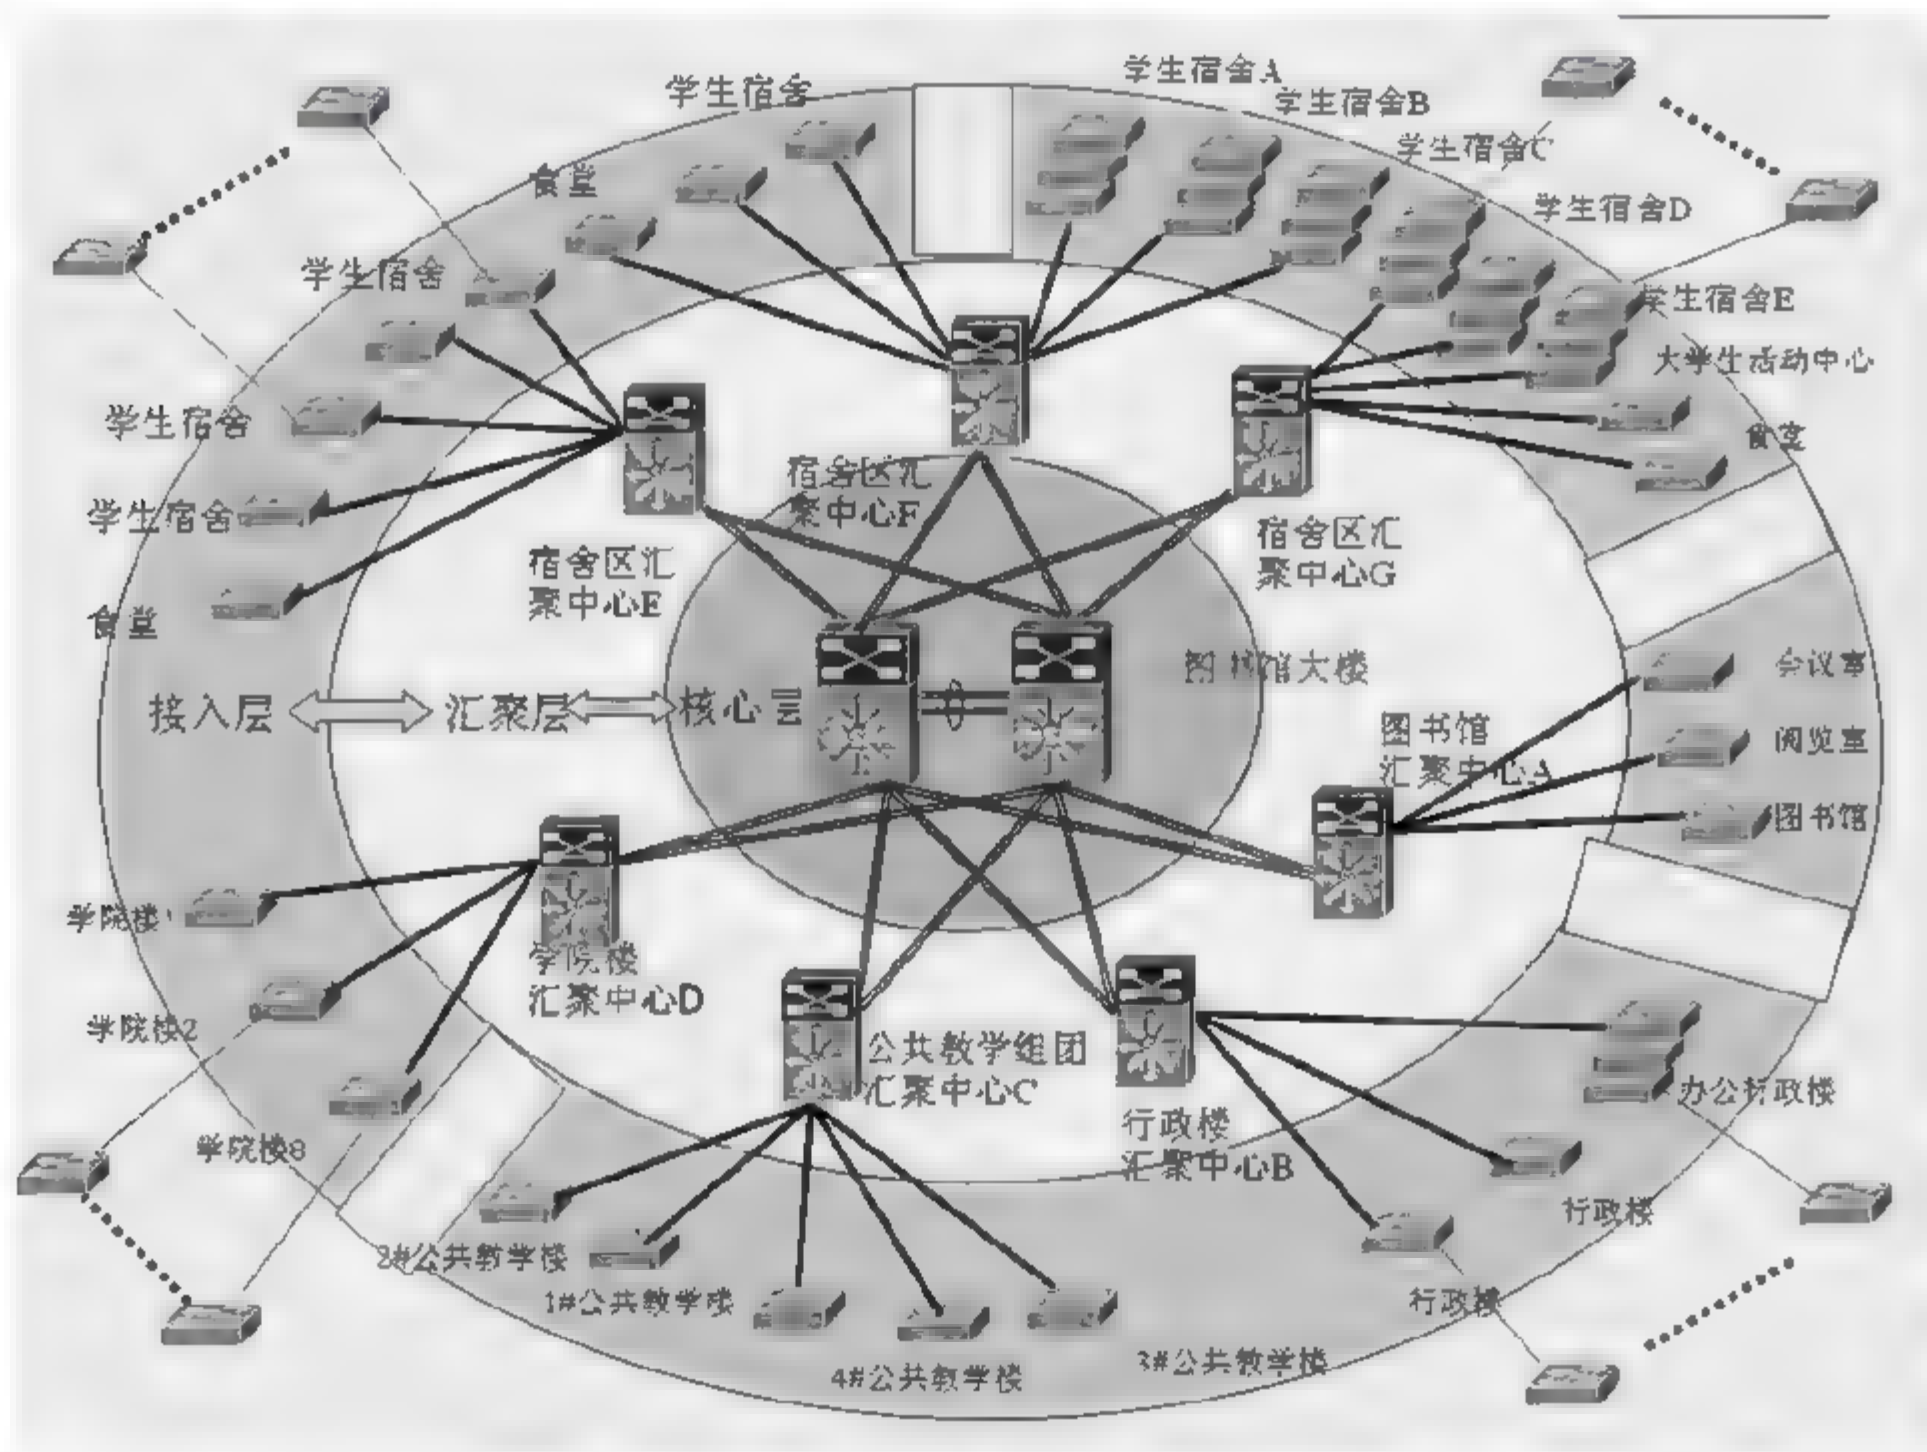 学生宿舍
学生宿舍A
学生宿舍B
学生宿舍C
食堂
学生宿舍D
学生宿舍
学生宿舍E
大学生活动中心
学生宿舍
食堂
宿舍区汇
聚中心F
学生宿舍
宿舍区汇
聚中心E
宿舍区汇
聚中心G
食堂
图书馆大楼
会议室
接入层
汇聚层
核心层
图书馆
汇聚中心A
阅览室
图书馆
学院楼1
学院楼
汇聚中心D
学院楼2
公共教学组团
汇聚中心C
办公行政楼
学院楼8
行政楼
汇聚中心B
行政楼
2#公共教学楼
1#公共教学楼
行政楼
4#公共教学楼
3#公共教学楼